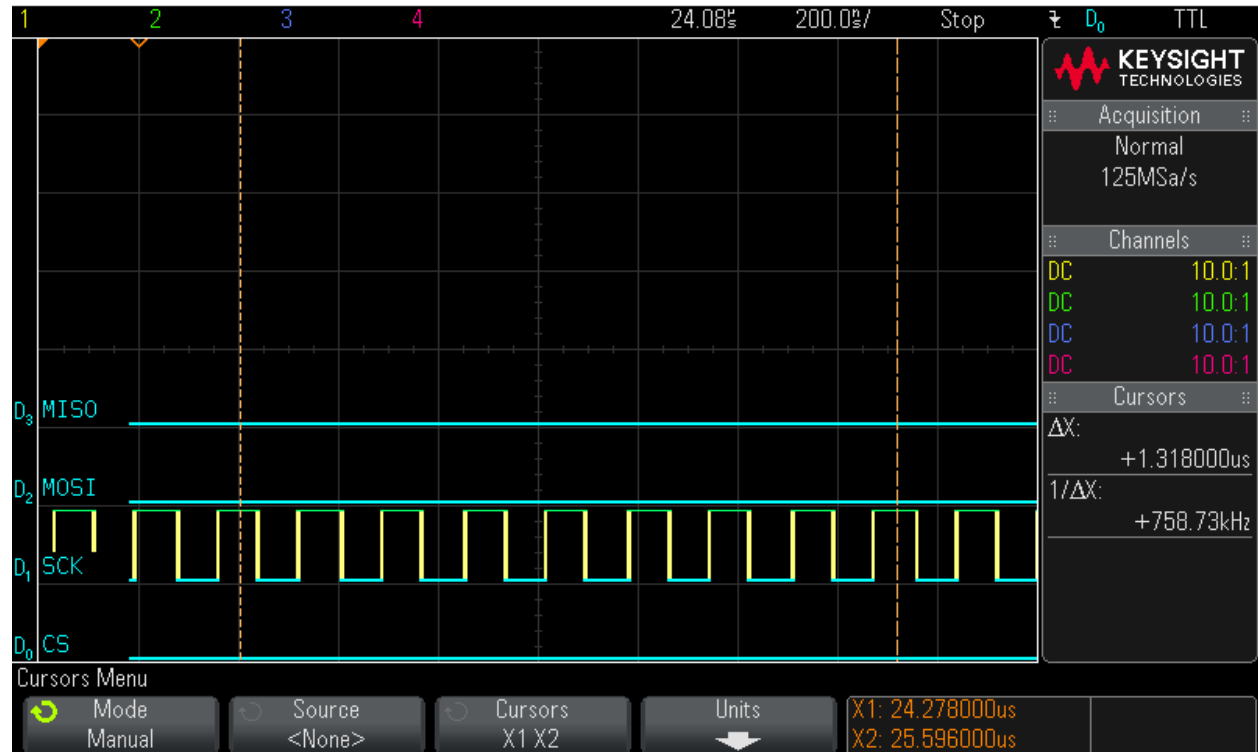 1 2 3 4 24.08µs 200.0ns/ Stop D0 TTL
KEYSIGHT
TECHNOLOGIES
Acquisition
Normal
125MSa/s
Channels
DC 10.0:1
DC 10.0:1
DC 10.0:1
DC 10.0:1
Cursors
ΔX:
+1.318000us
1/ΔX:
+758.73kHz
D3 MISO
D2 MOSI
D1 SCK
D0 CS
Cursors Menu
Mode
Manual
Source
<None>
Cursors
X1 X2
Units
X1: 24.278000us
X2: 25.596000us